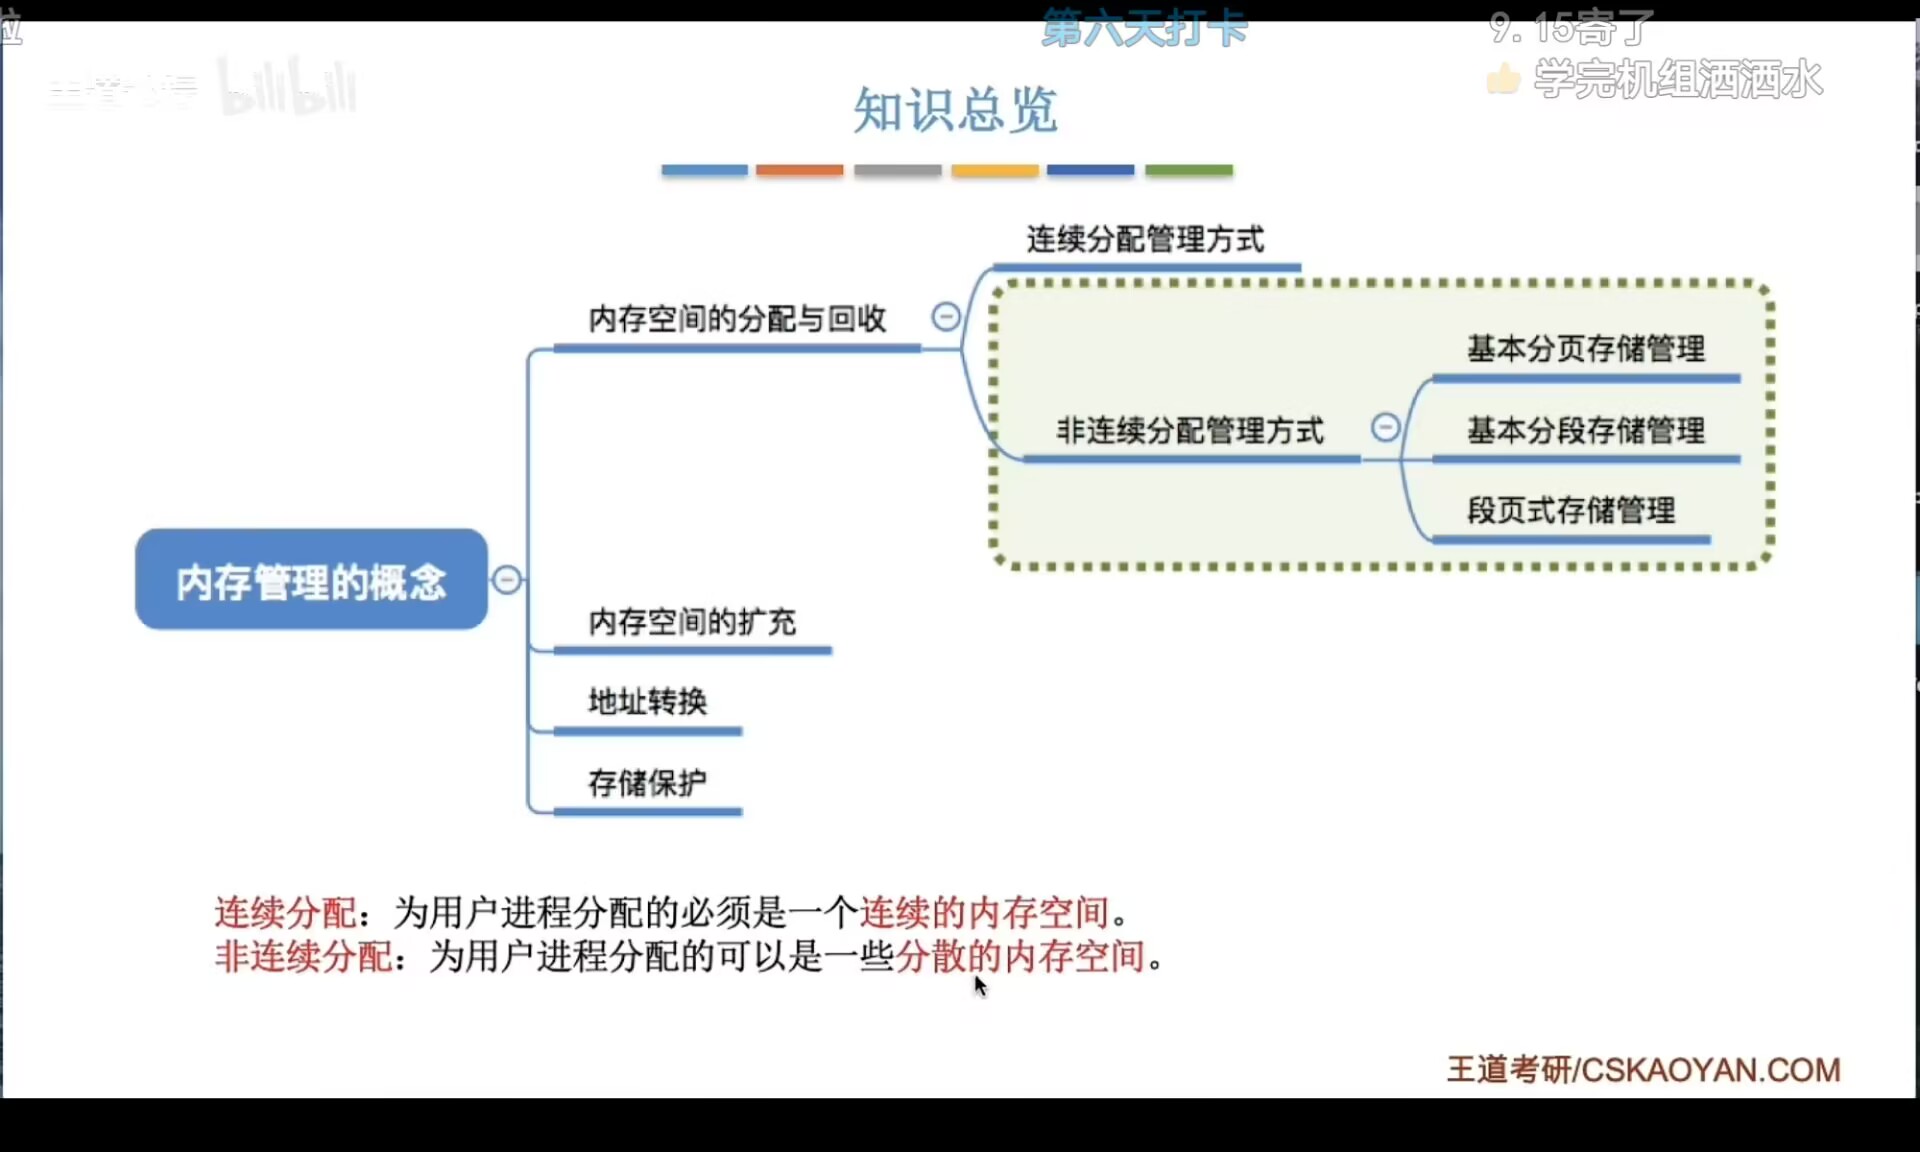 第六天打卡
9. 15寄了
学完机组洒洒水
bilibili
知识总览
连续分配管理方式
内存空间的分配与回收
基本分页存储管理
非连续分配管理方式
基本分段存储管理
段页式存储管理
内存管理的概念
内存空间的扩充
地址转换
存储保护
连续分配：为用户进程分配的必须是一个连续的内存空间。
非连续分配：为用户进程分配的可以是一些分散的内存空间。
王道考研/CSKAOYAN.COM